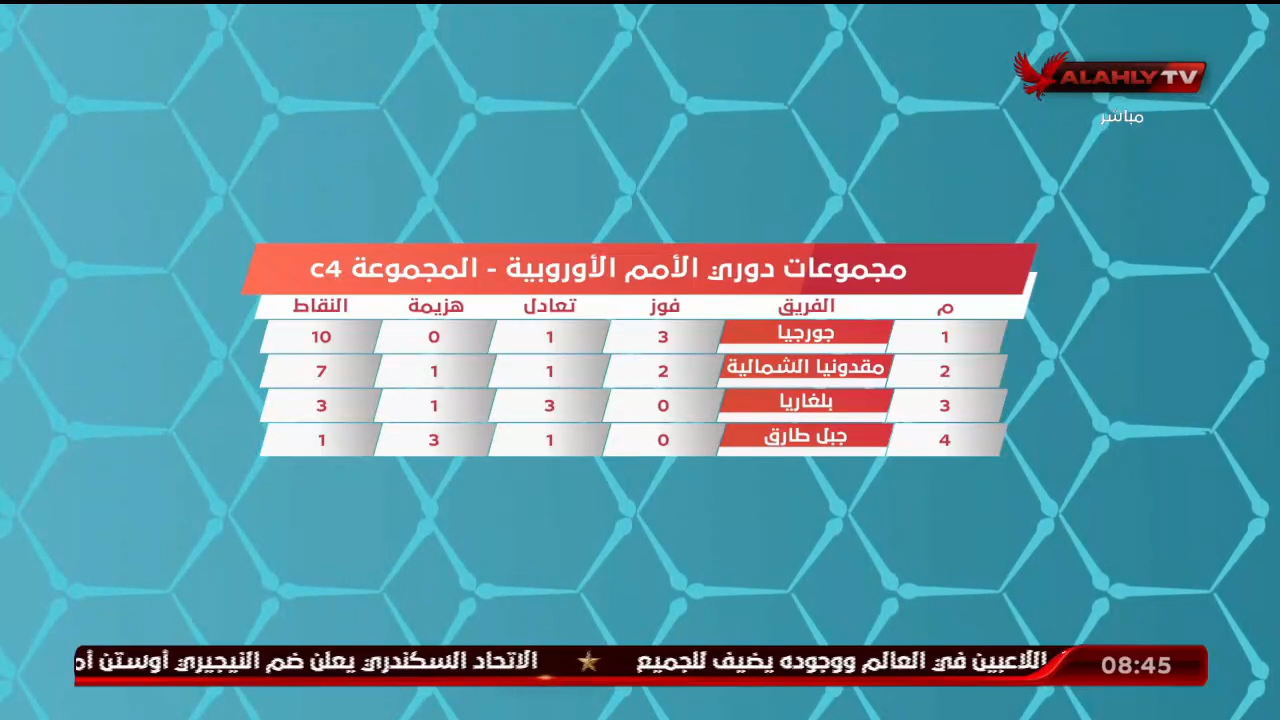 ALAHLY TV
مباشر
مجموعات دوري الأمم الأوروبية - المجموعة c4
م الفريق فوز تعادل هزيمة النقاط
1 جورجيا 3 1 0 10
2 مقدونيا الشمالية 2 1 1 7
3 بلغاريا 0 3 1 3
4 جبل طارق 0 1 3 1
08:45 اللاعبين في العالم ووجوده يضيف للجميع الاتحاد السكندري يعلن ضم النيجيري أوستن